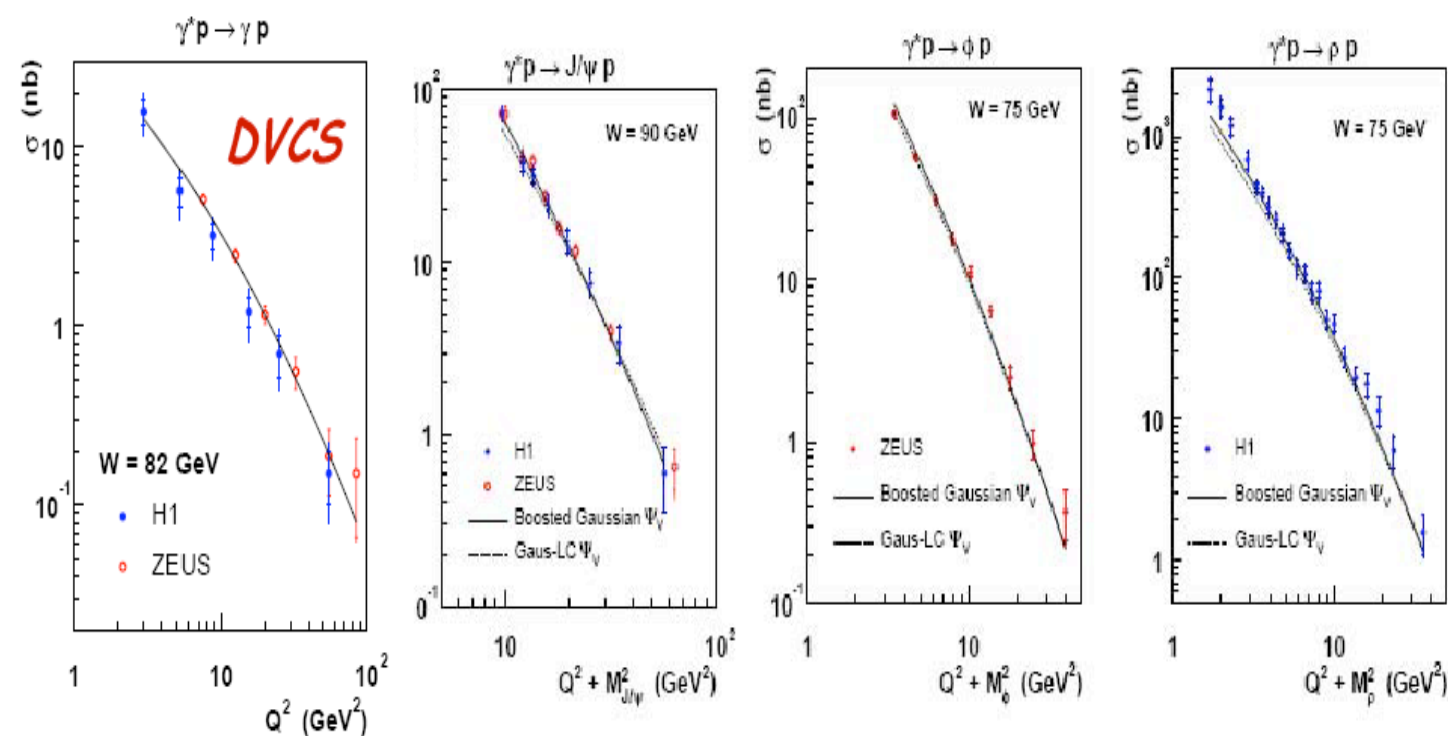 γ*p → γ p
σ (nb)
DVCS
10
1
10⁻¹
W = 82 GeV
H1
ZEUS
1
10
10²
Q² (GeV²)
γ*p → J/ψ p
10²
W = 90 GeV
10
1
H1
ZEUS
Boosted Gaussian Ψ_V
Gaus-LC Ψ_V
10⁻¹
10
10²
Q² + M²_J/ψ (GeV²)
γ*p → ϕ p
σ (nb)
10²
W = 75 GeV
10
1
ZEUS
Boosted Gaussian Ψ_V
Gaus-LC Ψ_V
10⁻¹
1
10
Q² + M²_ϕ (GeV²)
γ*p → ρ p
σ (nb)
10³
W = 75 GeV
10²
10
H1
Boosted Gaussian Ψ_V
Gaus-LC Ψ_V
1
1
10
Q² + M²_ρ (GeV²)